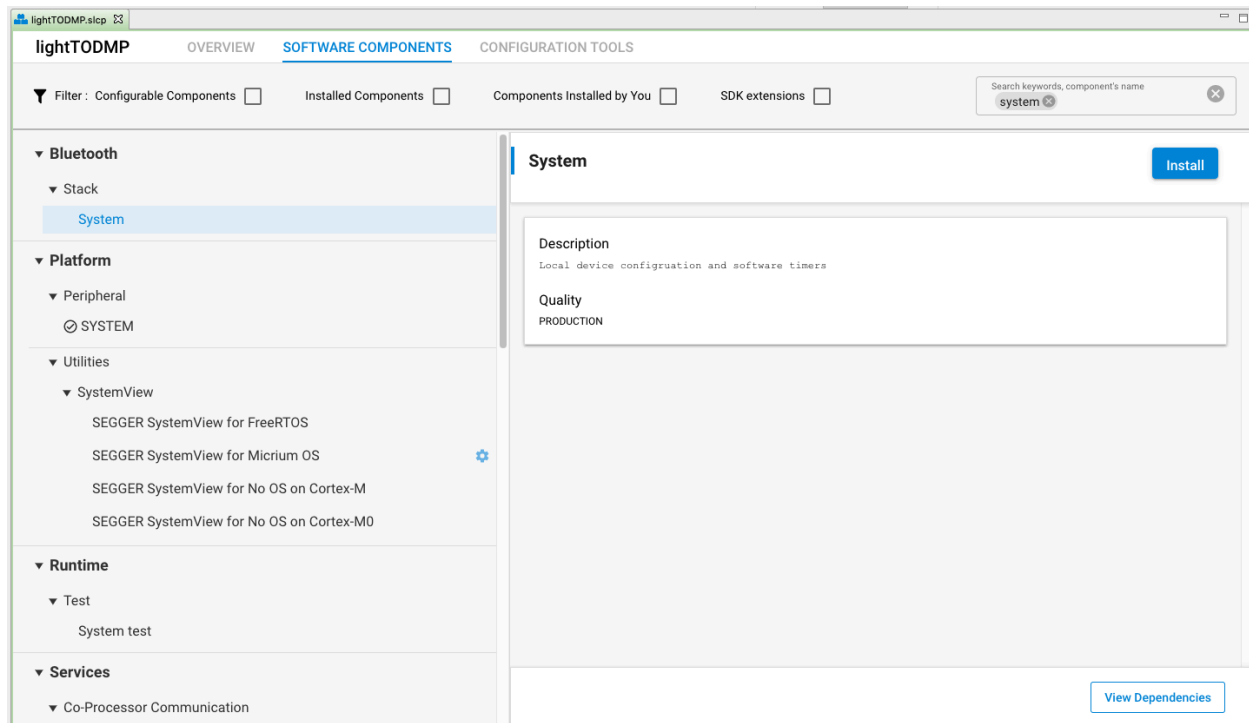 lightTODMP.slcp
lightTODMP OVERVIEW SOFTWARE COMPONENTS CONFIGURATION TOOLS
Filter : Configurable Components Installed Components Components Installed by You SDK extensions
Search keywords, component's name
system
Bluetooth
Stack
System
Platform
Peripheral
SYSTEM
Utilities
SystemView
SEGGER SystemView for FreeRTOS
SEGGER SystemView for Micrium OS
SEGGER SystemView for No OS on Cortex-M
SEGGER SystemView for No OS on Cortex-M0
Runtime
Test
System test
Services
Co-Processor Communication
System
Install
Description
Local device configruation and software timers
Quality
PRODUCTION
View Dependencies